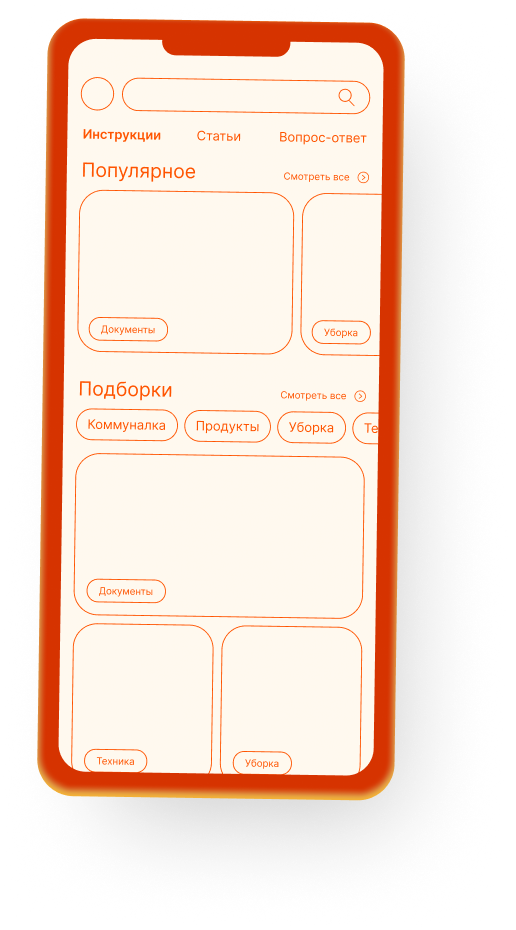 Инструкции Статьи Вопрос-ответ
Популярное Смотреть все
Документы Уборка
Подборки Смотреть все
Коммуналка Продукты Уборка Те
Документы
Техника Уборка